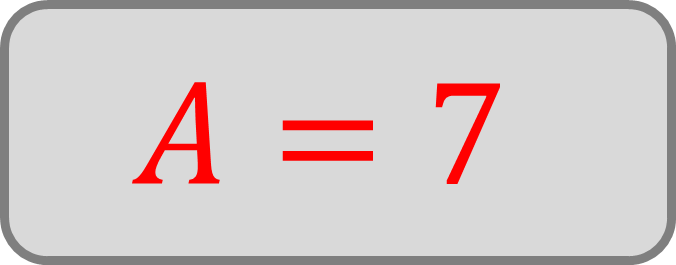 A = 7